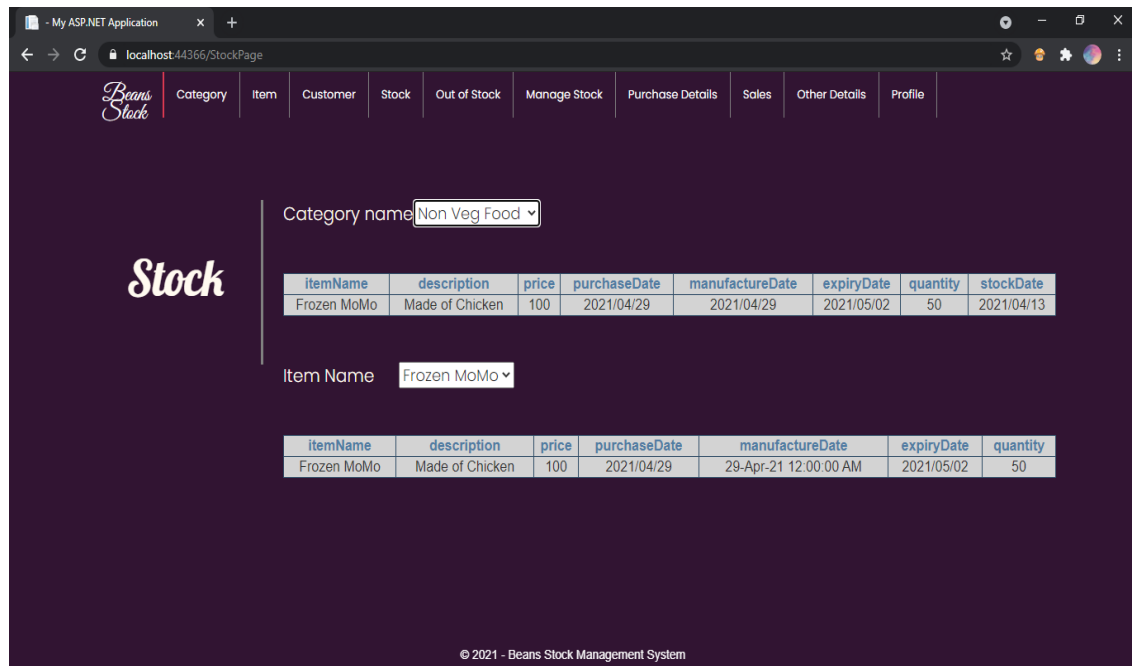 - My ASP.NET Application
localhost:44366/StockPage
Beans Stock
Category Item Customer Stock Out of Stock Manage Stock Purchase Details Sales Other Details Profile
Category name Non Veg Food
Stock
itemName description price purchaseDate manufactureDate expiryDate quantity stockDate
Frozen MoMo Made of Chicken 100 2021/04/29 2021/04/29 2021/05/02 50 2021/04/13
Item Name Frozen MoMo
itemName description price purchaseDate manufactureDate expiryDate quantity
Frozen MoMo Made of Chicken 100 2021/04/29 29-Apr-21 12:00:00 AM 2021/05/02 50
© 2021 - Beans Stock Management System